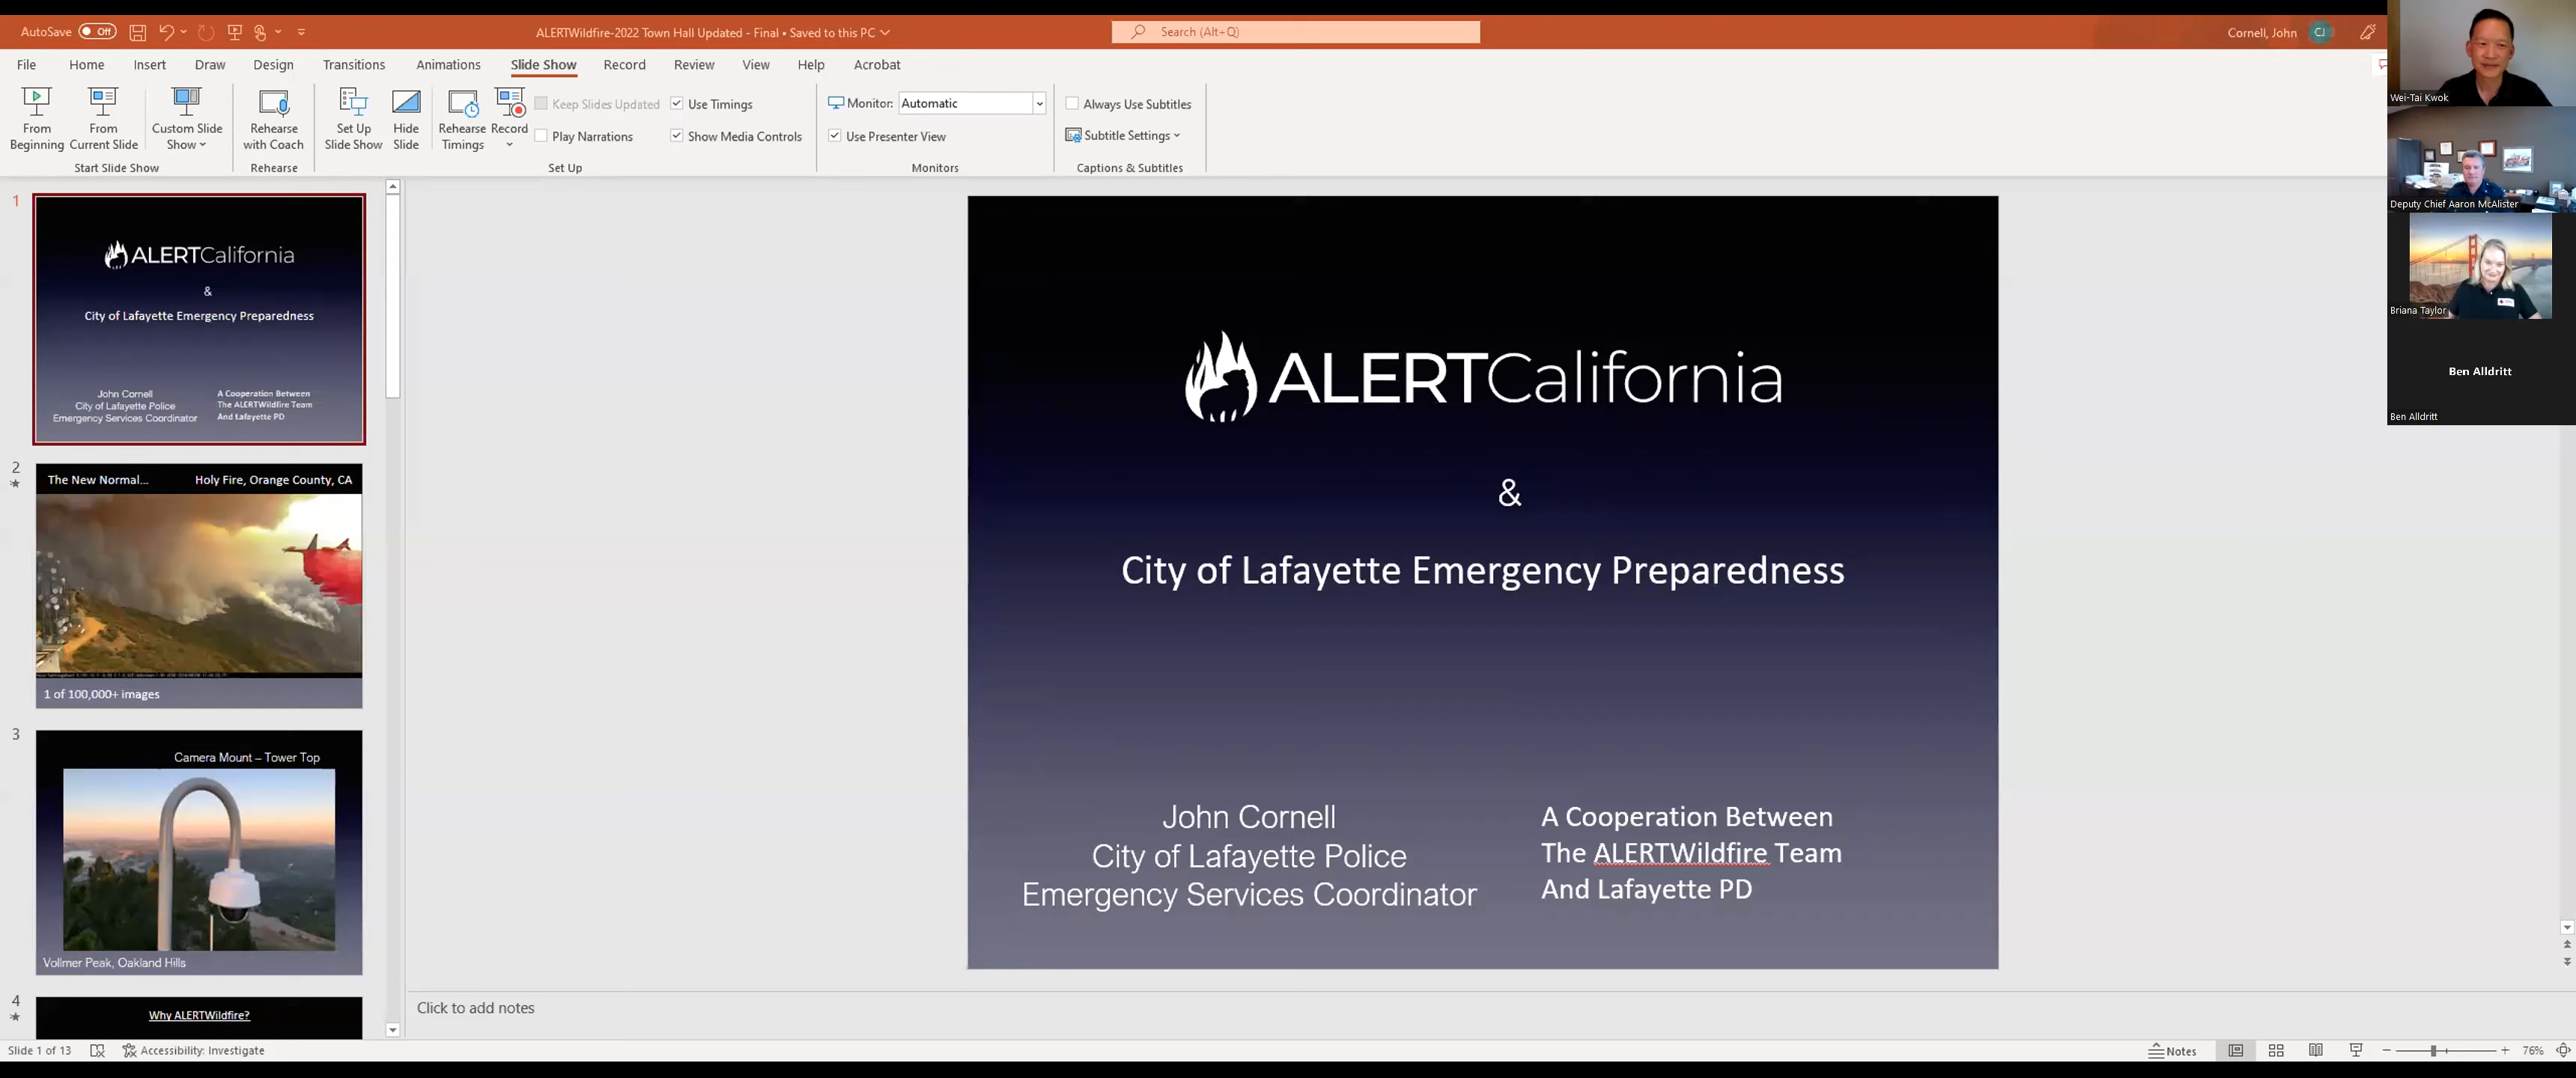 AutoSave Off
ALERTWildfire-2022 Town Hall Updated - Final • Saved to this PC
Search (Alt+Q)
Cornell, John CJ
File Home Insert Draw Design Transitions Animations Slide Show Record Review View Help Acrobat
From Beginning
From Current Slide
Custom Slide Show
Start Slide Show
Rehearse with Coach
Rehearse
Set Up Slide Show
Hide Slide
Rehearse Timings
Record
Keep Slides Updated
Play Narrations
Use Timings
Show Media Controls
Set Up
Monitor: Automatic
Use Presenter View
Monitors
Always Use Subtitles
Subtitle Settings
Captions & Subtitles
Wei-Tai Kwok
Deputy Chief Aaron McAlister
Briana Taylor
Ben Alldritt
Ben Alldritt
1
ALERTCalifornia
&
City of Lafayette Emergency Preparedness
John Cornell
City of Lafayette Police
Emergency Services Coordinator
A Cooperation Between
The ALERTWildfire Team
And Lafayette PD
2
The New Normal... Holy Fire, Orange County, CA
1 of 100,000+ images
3
Camera Mount – Tower Top
Vollmer Peak, Oakland Hills
4
Why ALERTWildfire?
ALERTCalifornia
&
City of Lafayette Emergency Preparedness
John Cornell
City of Lafayette Police
Emergency Services Coordinator
A Cooperation Between
The ALERTWildfire Team
And Lafayette PD
Click to add notes
Slide 1 of 13
Accessibility: Investigate
Notes
76%